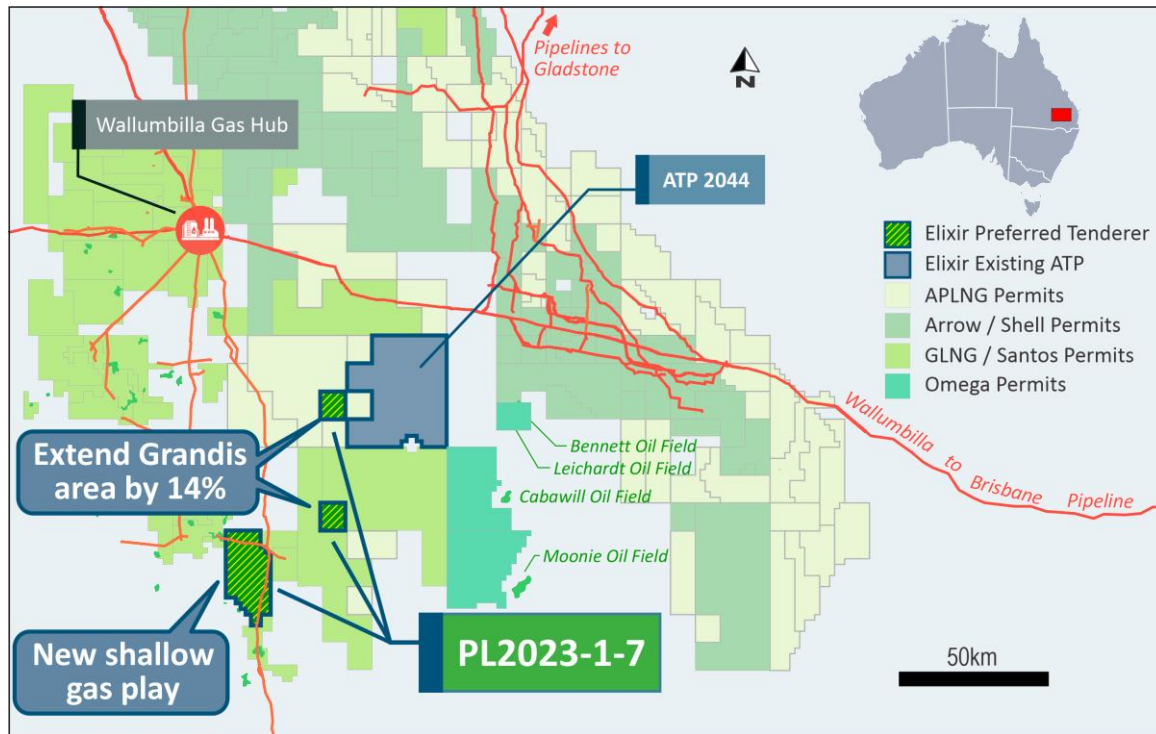 Pipelines to
Gladstone
N
Wallumbilla Gas Hub
ATP 2044
Elixir Preferred Tenderer
Elixir Existing ATP
APLNG Permits
Arrow / Shell Permits
GLNG / Santos Permits
Omega Permits
Wallumbilla to Brisbane Pipeline
Extend Grandis
area by 14%
Bennett Oil Field
Leichardt Oil Field
Cabawill Oil Field
Moonie Oil Field
New shallow
gas play
PL2023-1-7
50km